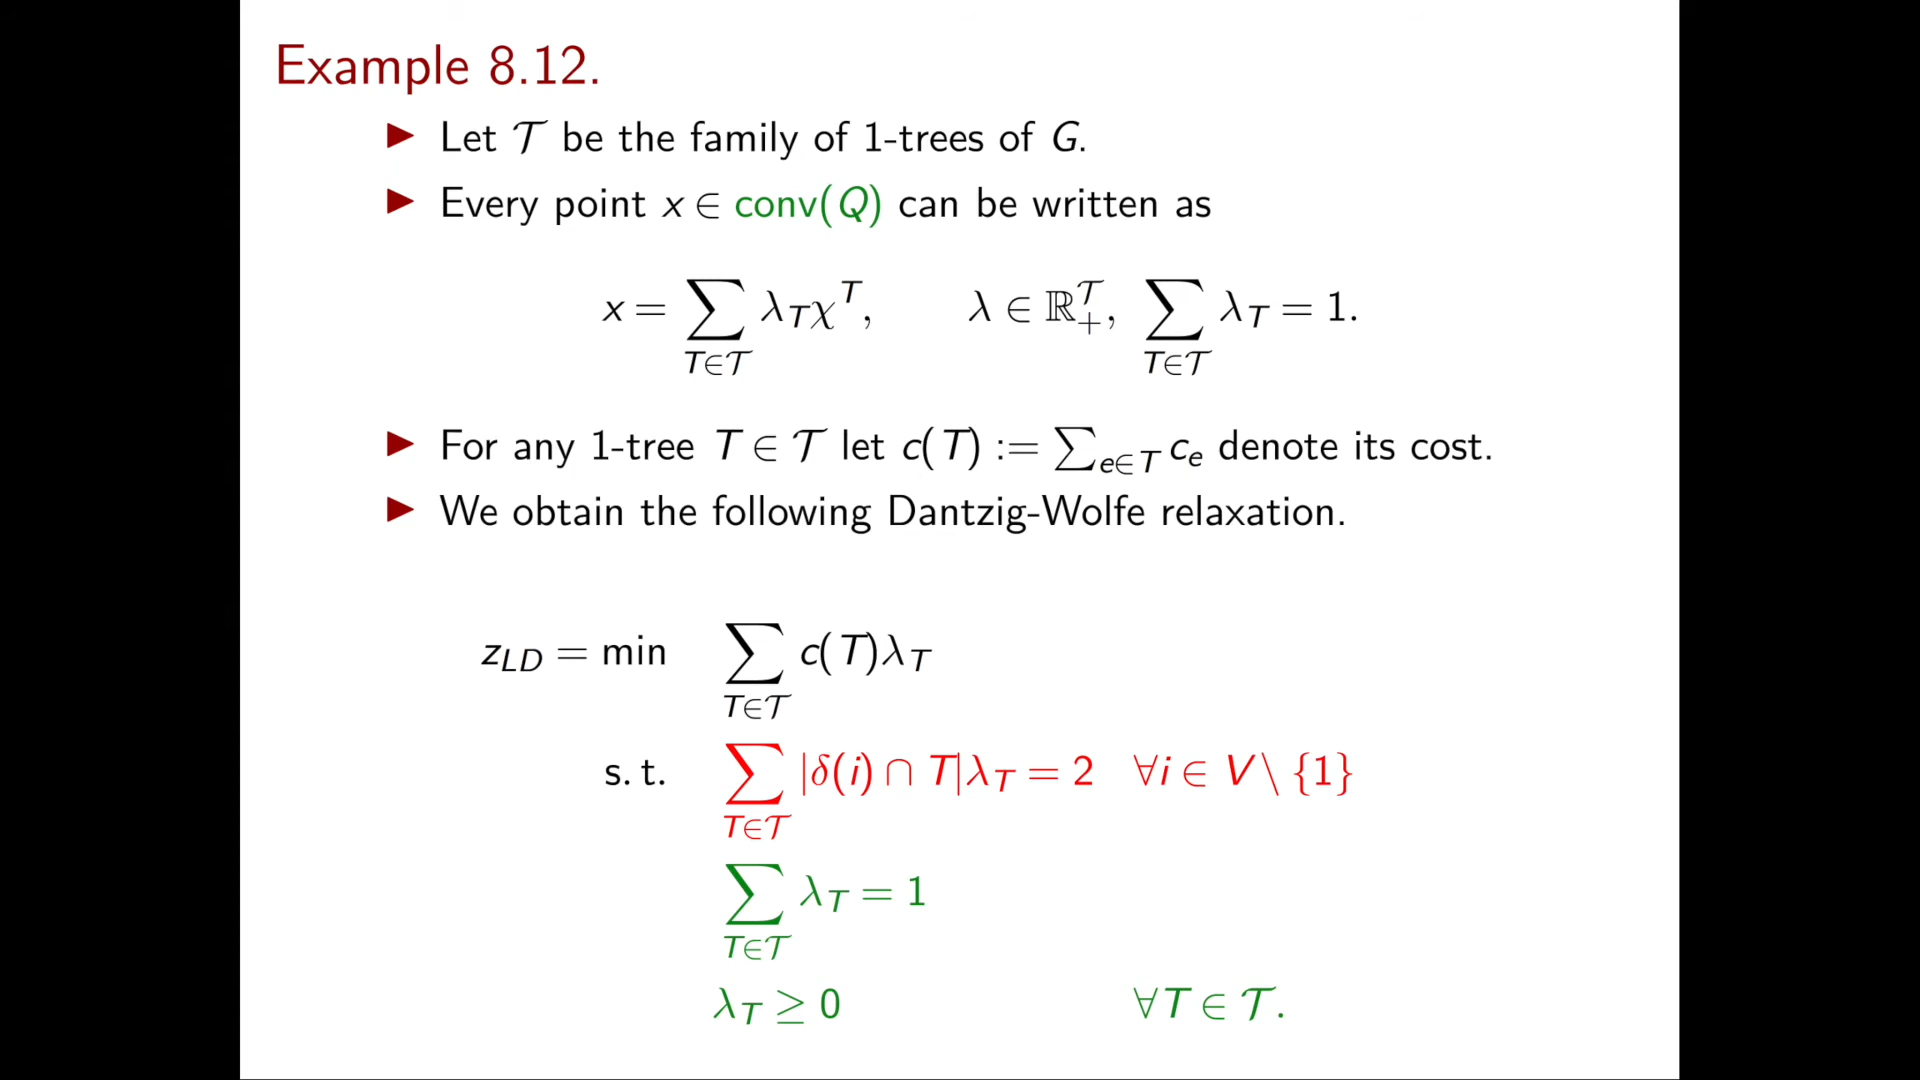 Example 8.12.
▶ Let 𝒯 be the family of 1-trees of G.
▶ Every point x ∈ conv(Q) can be written as
x = ∑_{T∈𝒯} λ_T χ^T, λ ∈ ℝ_+^𝒯, ∑_{T∈𝒯} λ_T = 1.
▶ For any 1-tree T ∈ 𝒯 let c(T) := ∑_{e∈T} c_e denote its cost.
▶ We obtain the following Dantzig-Wolfe relaxation.
z_{LD} = min ∑_{T∈𝒯} c(T)λ_T
s. t. ∑_{T∈𝒯} |δ(i) ∩ T|λ_T = 2 ∀i ∈ V \ {1}
∑_{T∈𝒯} λ_T = 1
λ_T ≥ 0 ∀T ∈ 𝒯.